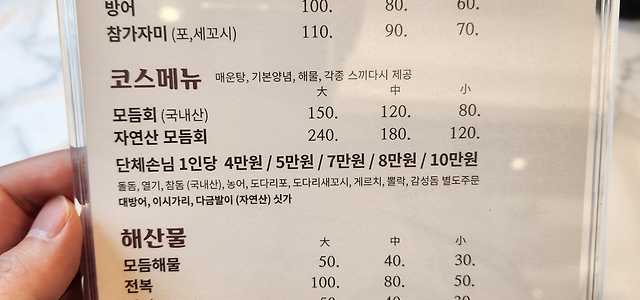 방어 100. 80. 60.
참가자미 (포,세꼬시) 110. 90. 70.
코스메뉴 매운탕, 기본양념, 해물, 각종 스끼다시 제공
大 中 小
모듬회 (국내산) 150. 120. 80.
자연산 모듬회 240. 180. 120.
단체손님 1인당 4만원 / 5만원 / 7만원 / 8만원 / 10만원
돌돔, 열기, 참돔 (국내산), 농어, 도다리포, 도다리새꼬시, 게르치, 뽈락, 감성돔 별도주문
대방어, 이시가리, 다금발이 (자연산) 싯가
해산물 大 中 小
모듬해물 50. 40. 30.
전복 100. 80. 50.